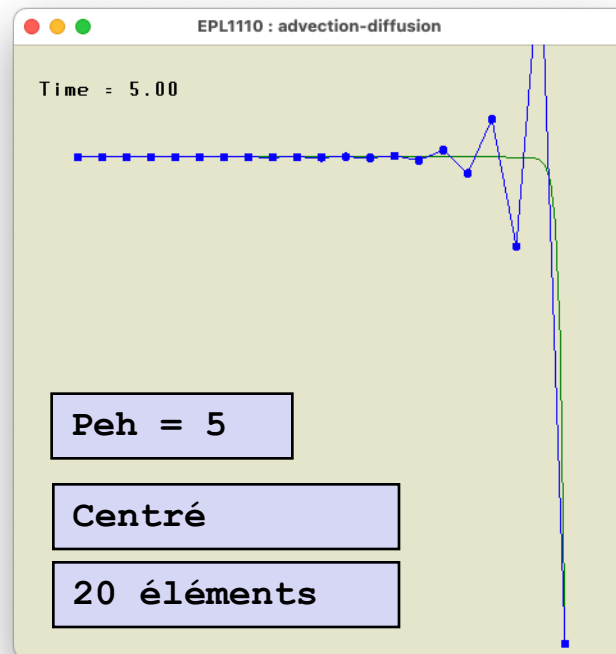 EPL1110 : advection-diffusion
Time = 5.00
Peh = 5
Centré
20 éléments